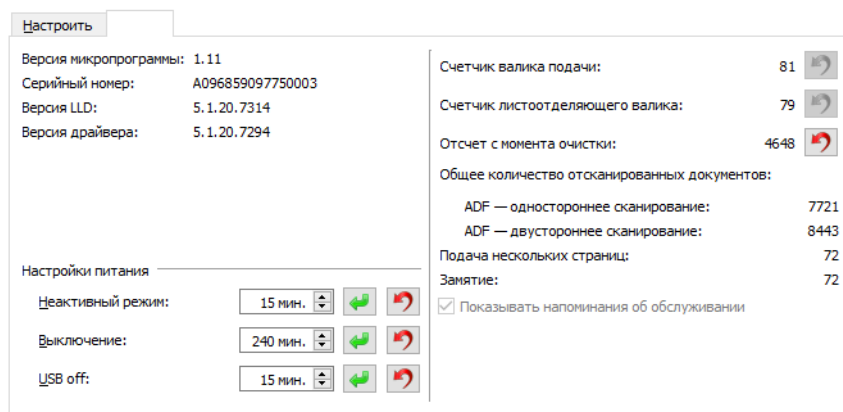 Настроить
Версия микропрограммы: 1.11
Серийный номер: A096859097750003
Версия LLD: 5.1.20.7314
Версия драйвера: 5.1.20.7294
Настройки питания
Неактивный режим: 15 мин.
Выключение: 240 мин.
USB off: 15 мин.
Счетчик валика подачи: 81
Счетчик листоотделяющего валика: 79
Отсчет с момента очистки: 4648
Общее количество отсканированных документов:
ADF — одностороннее сканирование: 7721
ADF — двустороннее сканирование: 8443
Подача нескольких страниц: 72
Замятие: 72
Показывать напоминания об обслуживании